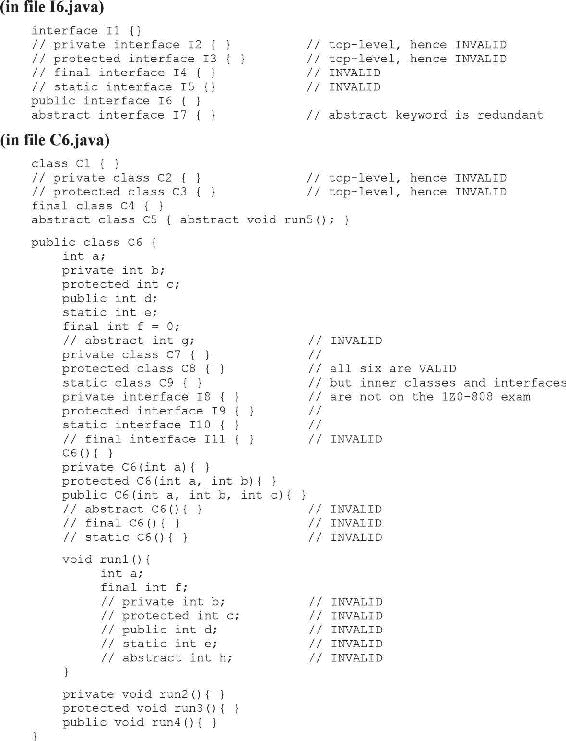 (in file I6.java)
interface I1 {}
// private interface I2 { } // top-level, hence INVALID
// protected interface I3 { } // top-level, hence INVALID
// final interface I4 { } // INVALID
// static interface I5 {} // INVALID
public interface I6 { }
abstract interface I7 { } // abstract keyword is redundant
(in file C6.java)
class C1 { }
// private class C2 { } // top-level, hence INVALID
// protected class C3 { } // top-level, hence INVALID
final class C4 { }
abstract class C5 { abstract void run5(); }
public class C6 {
int a;
private int b;
protected int c;
public int d;
static int e;
final int f = 0;
// abstract int g; // INVALID
private class C7 { } //
protected class C8 { } // all six are VALID
static class C9 { } // but inner classes and interfaces
private interface I8 { } // are not on the 1Z0-808 exam
protected interface I9 { } //
static interface I10 { } //
// final interface I11 { } // INVALID
C6(){ }
private C6(int a){ }
protected C6(int a, int b){ }
public C6(int a, int b, int c){ }
// abstract C6(){ } // INVALID
// final C6(){ } // INVALID
// static C6(){ } // INVALID
void run1(){
int a;
final int f;
// private int b; // INVALID
// protected int c; // INVALID
// public int d; // INVALID
// static int e; // INVALID
// abstract int h; // INVALID
}
private void run2(){ }
protected void run3(){ }
public void run4(){ }
}